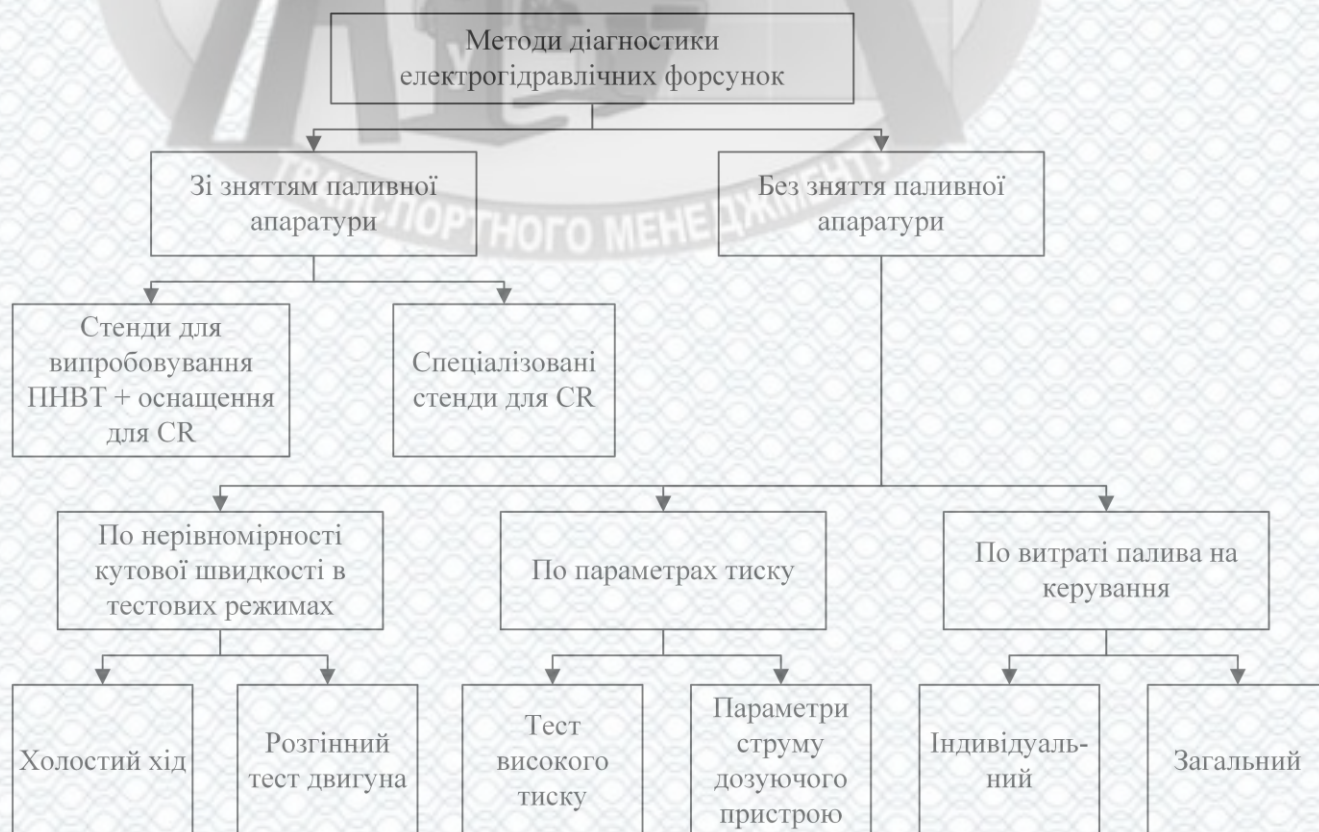 Методи діагностики
електрогідравлічних форсунок
Зі зняттям паливної
апаратури
Без зняття паливної
апаратури
ТРАНСПОРТНОГО МЕНЕДЖМЕНТУ
Стенди для
випробовування
ПНВТ + оснащення
для CR
Спеціалізовані
стенди для CR
По нерівномірності
кутової швидкості в
тестових режимах
По параметрах тиску
По витраті палива на
керування
Холостий хід
Розгінний
тест двигуна
Тест
високого
тиску
Параметри
струму
дозуючого
пристрою
Індивідуаль-
ний
Загальний